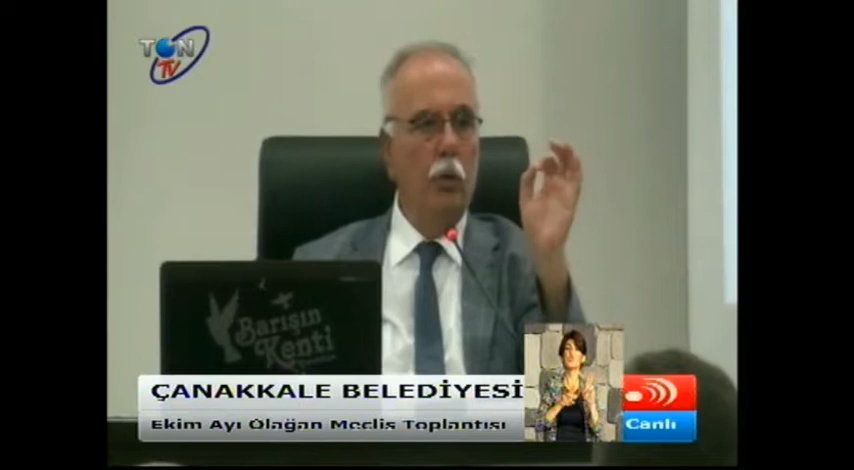 TON
TV
Barışın
Kenti
ÇANAKKALE BELEDİYESİ
Ekim Ayı Olağan Meclis Toplantısı
Canlı